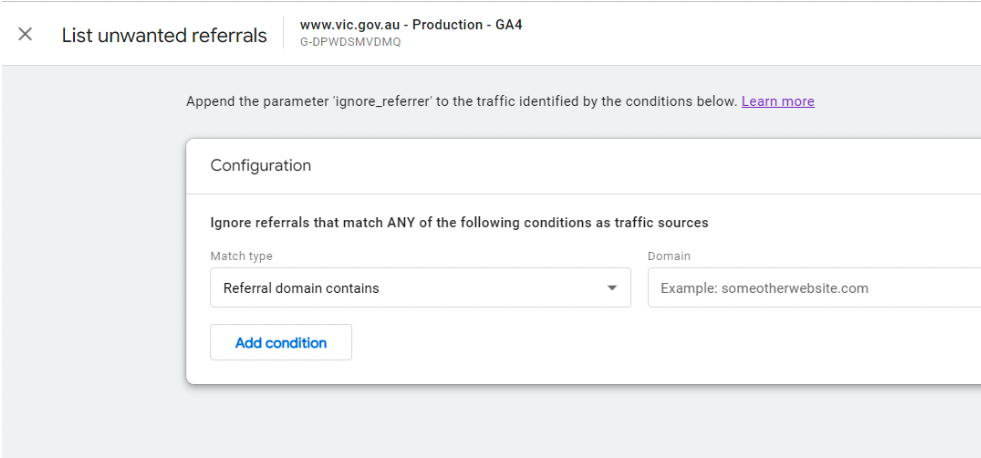 List unwanted referrals
www.vic.gov.au - Production - GA4
G-DPWDSMVDMQ
Append the parameter 'ignore_referrer' to the traffic identified by the conditions below. Learn more
Configuration
Ignore referrals that match ANY of the following conditions as traffic sources
Match type
Domain
Referral domain contains
Example: someotherwebsite.com
Add condition